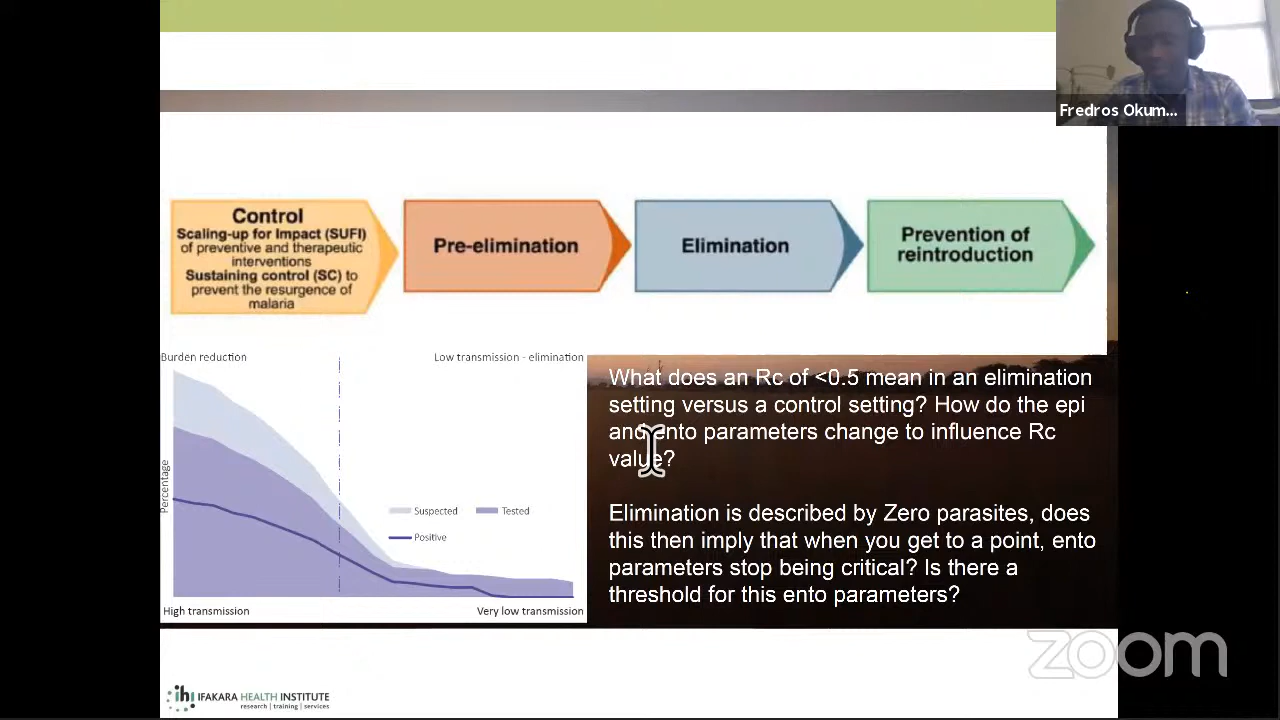 Fredros Okum...
Control
Scaling-up for Impact (SUFI)
of preventive and therapeutic
interventions
Sustaining control (SC) to
prevent the resurgence of
malaria
Pre-elimination
Elimination
Prevention of
reintroduction
Burden reduction
Low transmission - elimination
Percentage
Suspected
Tested
Positive
High transmission
Very low transmission
What does an Rc of <0.5 mean in an elimination
setting versus a control setting? How do the epi
and ento parameters change to influence Rc
value?
Elimination is described by Zero parasites, does
this then imply that when you get to a point, ento
parameters stop being critical? Is there a
threshold for this ento parameters?
zoom
ihi IFAKARA HEALTH INSTITUTE
research | training | services